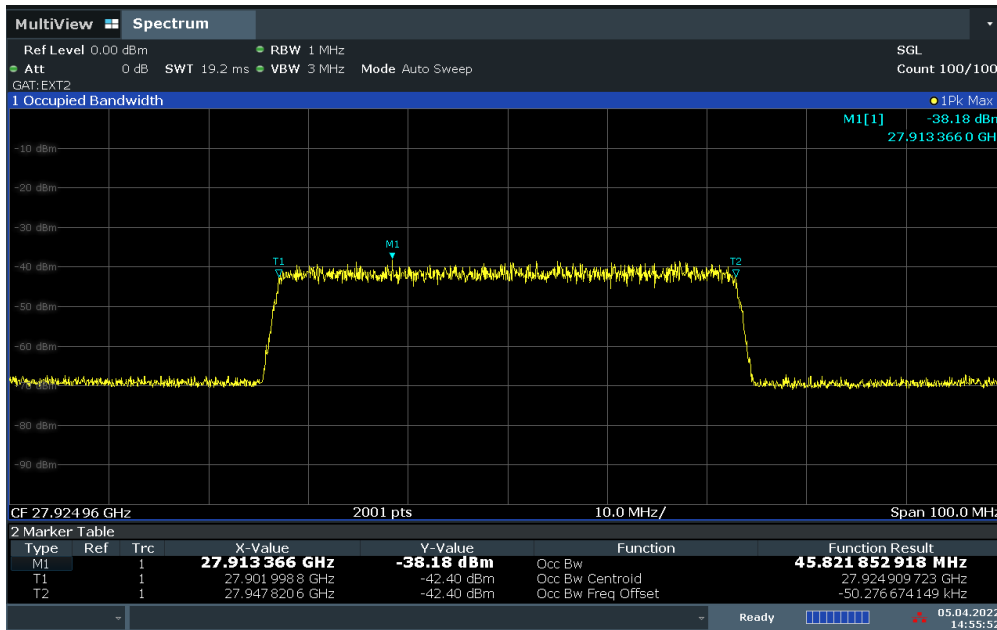 MultiView Spectrum
Ref Level 0.00 dBm RBW 1 MHz SGL
Att 0 dB SWT 19.2 ms VBW 3 MHz Mode Auto Sweep Count 100/100
GAT:EXT2
1 Occupied Bandwidth 1Pk Max
M1[1] -38.18 dBm
27.913 366 0 GH
-10 dBm
-20 dBm
-30 dBm
M1
T1
T2
-40 dBm
-50 dBm
-60 dBm
-70 dBm
-80 dBm
-90 dBm
CF 27.924 96 GHz 2001 pts 10.0 MHz/ Span 100.0 MHz
2 Marker Table
Type Ref Trc X-Value Y-Value Function Function Result
M1 1 27.913 366 GHz -38.18 dBm Occ Bw 45.821 852 918 MHz
T1 1 27.901 998 8 GHz -42.40 dBm Occ Bw Centroid 27.924 909 723 GHz
T2 1 27.947 820 6 GHz -42.40 dBm Occ Bw Freq Offset -50.276 674 149 kHz
Ready 05.04.2022
14:55:52